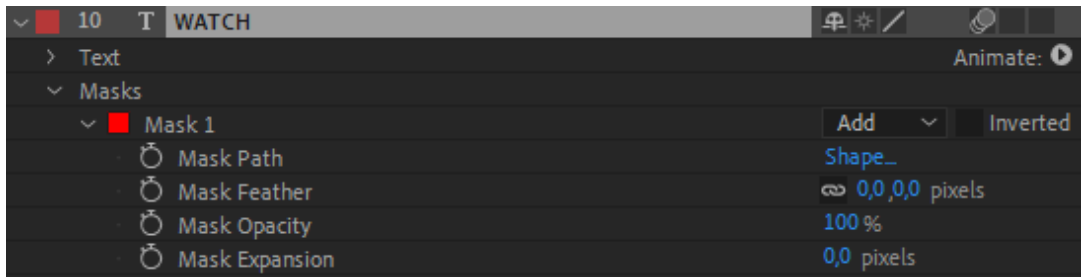 10 T WATCH
Text Animate:
Masks
Mask 1 Add Inverted
Mask Path Shape...
Mask Feather 0,0,0,0 pixels
Mask Opacity 100 %
Mask Expansion 0,0 pixels